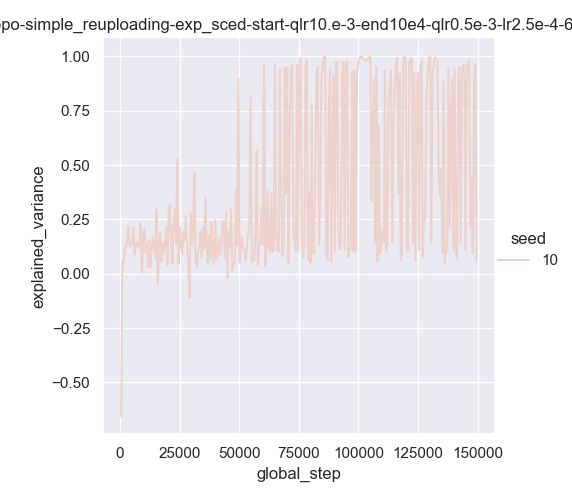 ppo-simple_reuploading-exp_sced-start-qlr10.e-3-end10e4-qlr0.5e-3-lr2.5e-4-6
1.00
0.75
0.50
0.25
0.00
−0.25
−0.50
explained_variance
0 25000 50000 75000 100000 125000 150000
global_step
seed
10